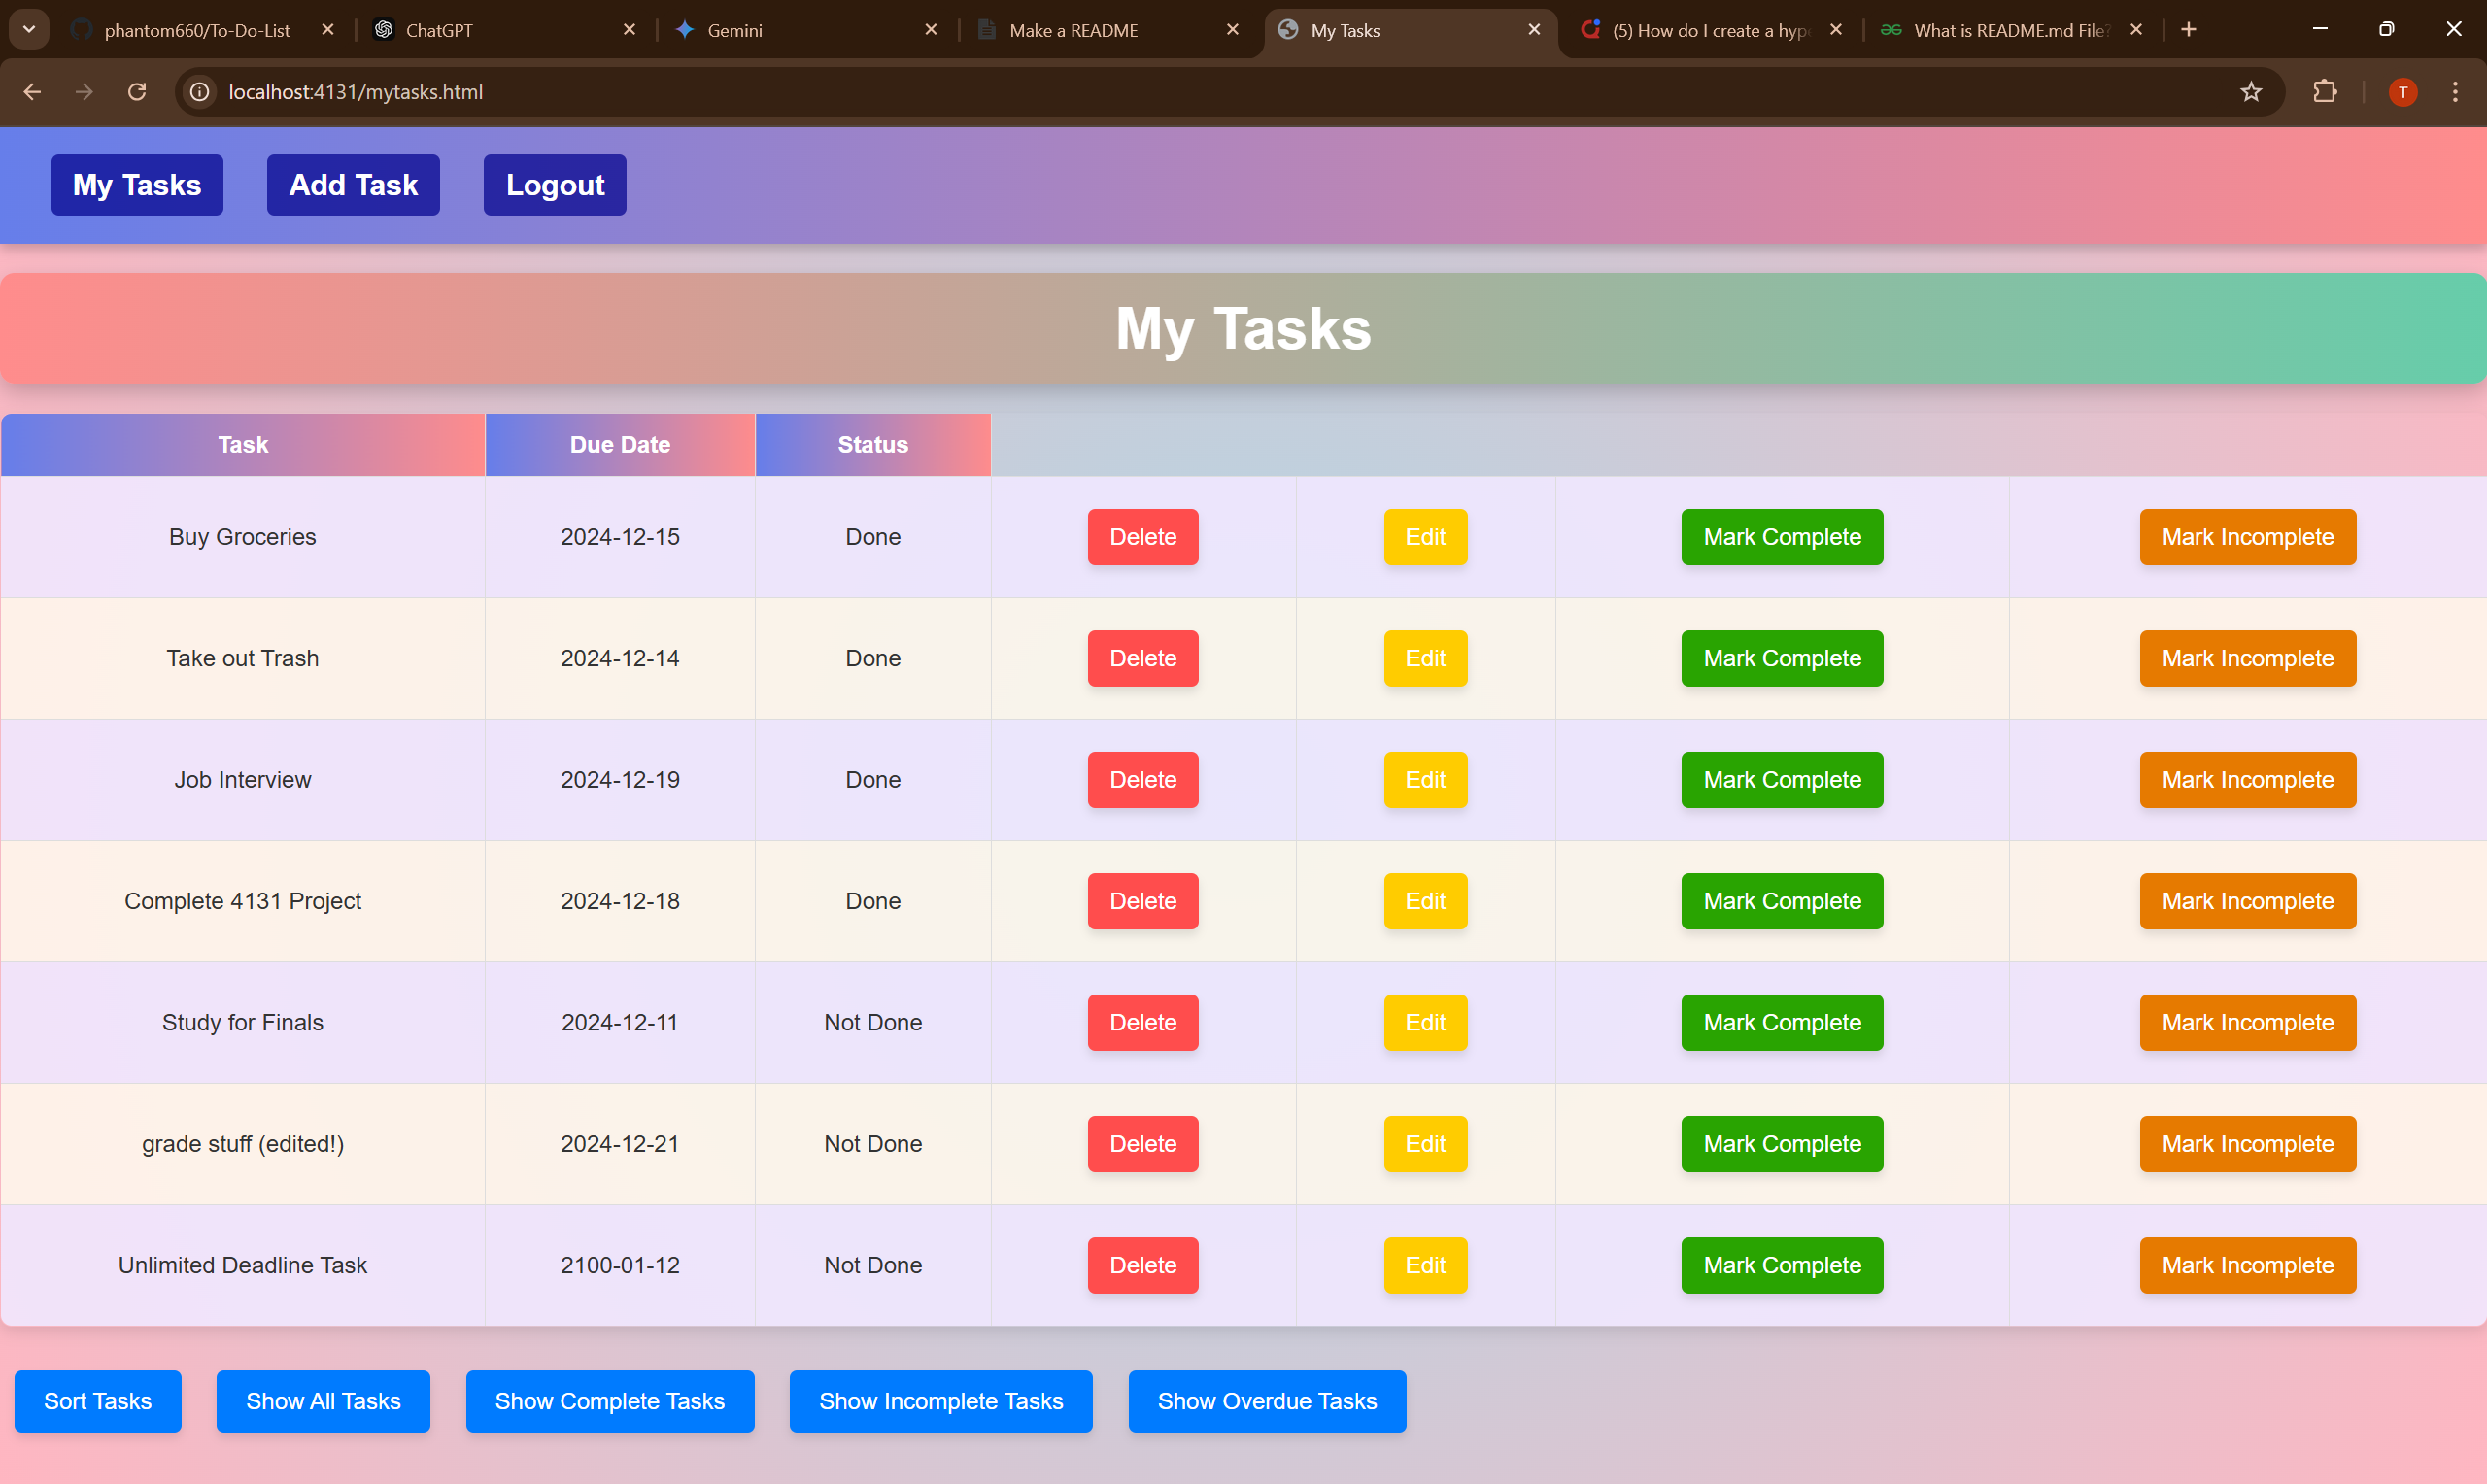 phantom660/To-Do-List ChatGPT Gemini Make a README My Tasks (5) How do I create a hype What is README.md File?
localhost:4131/mytasks.html T
My Tasks Add Task Logout
My Tasks
Task Due Date Status
Buy Groceries 2024-12-15 Done Delete Edit Mark Complete Mark Incomplete
Take out Trash 2024-12-14 Done Delete Edit Mark Complete Mark Incomplete
Job Interview 2024-12-19 Done Delete Edit Mark Complete Mark Incomplete
Complete 4131 Project 2024-12-18 Done Delete Edit Mark Complete Mark Incomplete
Study for Finals 2024-12-11 Not Done Delete Edit Mark Complete Mark Incomplete
grade stuff (edited!) 2024-12-21 Not Done Delete Edit Mark Complete Mark Incomplete
Unlimited Deadline Task 2100-01-12 Not Done Delete Edit Mark Complete Mark Incomplete
Sort Tasks Show All Tasks Show Complete Tasks Show Incomplete Tasks Show Overdue Tasks